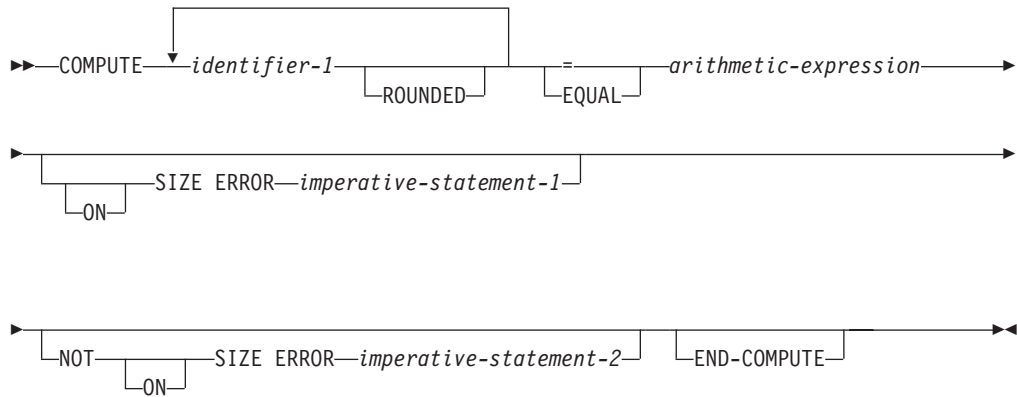 COMPUTE identifier-1 = arithmetic-expression
ROUNDED EQUAL
SIZE ERROR imperative-statement-1
ON
NOT SIZE ERROR imperative-statement-2 END-COMPUTE
ON